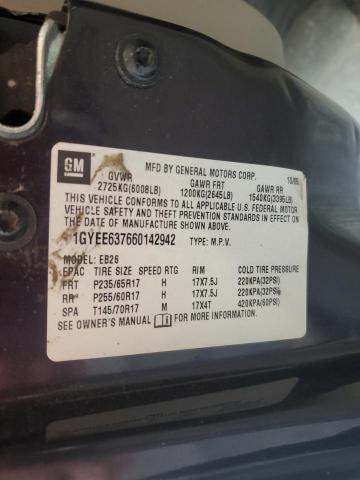 GM
MFD BY GENERAL MOTORS CORP. 10/05
GVWR GAWR FRT GAWR RR
2725KG(6008LB) 1200KG(2645LB) 1540KG(3395LB)
THIS VEHICLE CONFORMS TO ALL APPLICABLE U.S. FEDERAL MOTOR
VEHICLE SAFETY AND THEFT PREVENTION STANDARDS IN EFFECT ON THE
DATE OF MANUFACTURE SHOWN ABOVE.
1GYEE637660142942 TYPE: M.P.V.
MODEL: EB26
EPAC TIRE SIZE SPEED RTG RIM COLD TIRE PRESSURE
FRT P235/65R17 H 17X7.5J 220KPA(32PSI)
RR P255/60R17 H 17X7.5J 220KPA(32PSI)
SPA T145/70R17 M 17X4T 420KPA(60PSI)
SEE OWNER'S MANUAL FOR MORE INFORMATION.